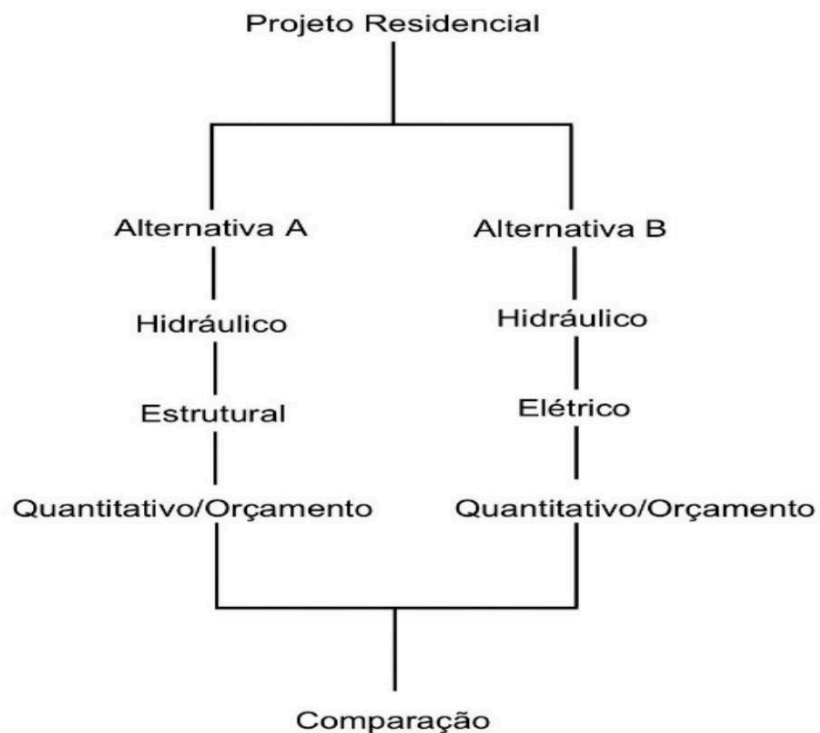 Projeto Residencial
Alternativa A
Alternativa B
Hidráulico
Hidráulico
Estrutural
Elétrico
Quantitativo/Orçamento
Quantitativo/Orçamento
Comparação